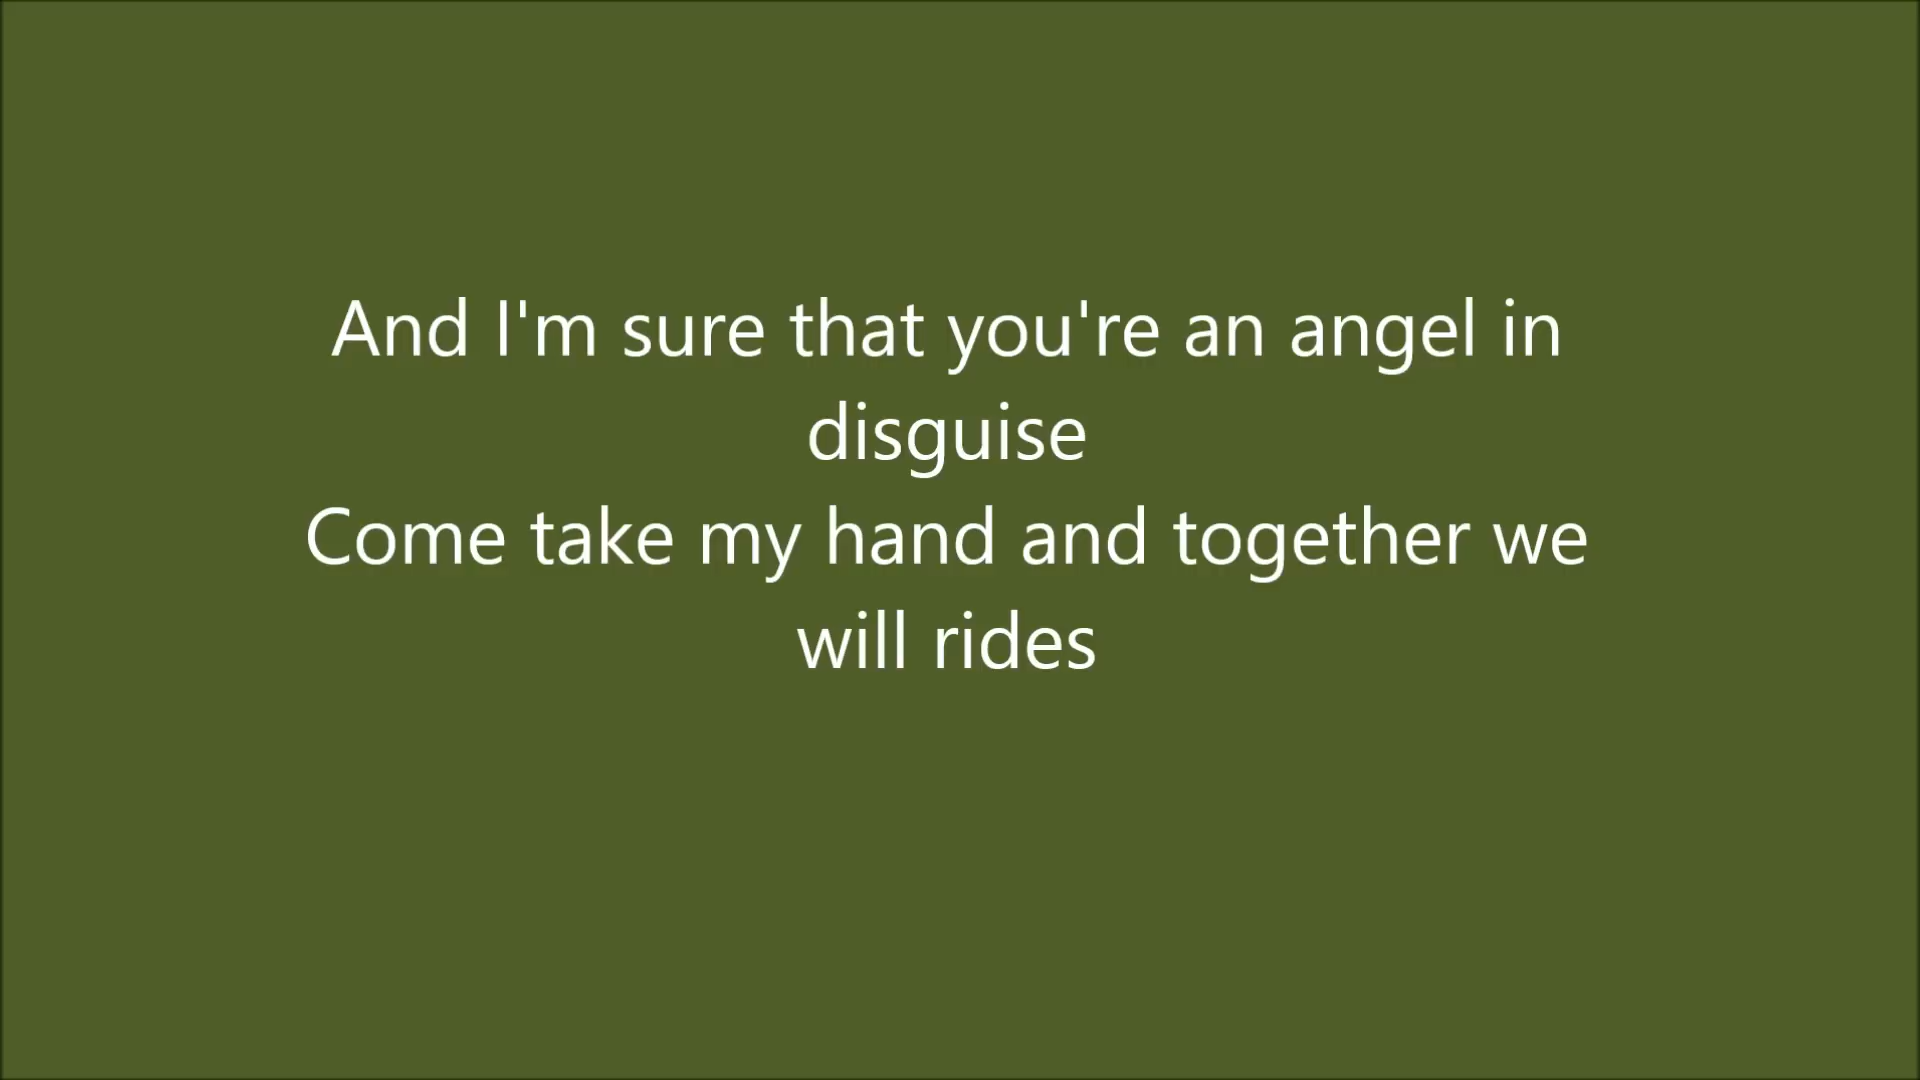 And I'm sure that you're an angel in
disguise
Come take my hand and together we
will rides